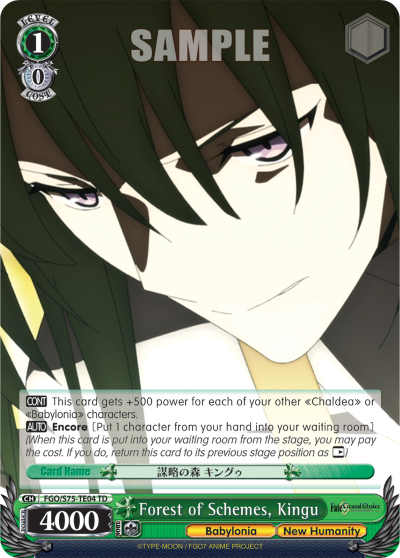 LEVEL
1
0
COST
SAMPLE
CONT This card gets +500 power for each of your other «Chaldea» or
«Babylonia» characters.
AUTO Encore [Put 1 character from your hand into your waiting room]
(When this card is put into your waiting room from the stage, you may pay
the cost. If you do, return this card to its previous stage position as )
Card Name
謀略の森 キングゥ
FGO/S75-TE04 TD
4000
Forest of Schemes, Kingu
Fate/Grand Order
Babylonia
New Humanity
©TYPE-MOON / FGO7 ANIME PROJECT